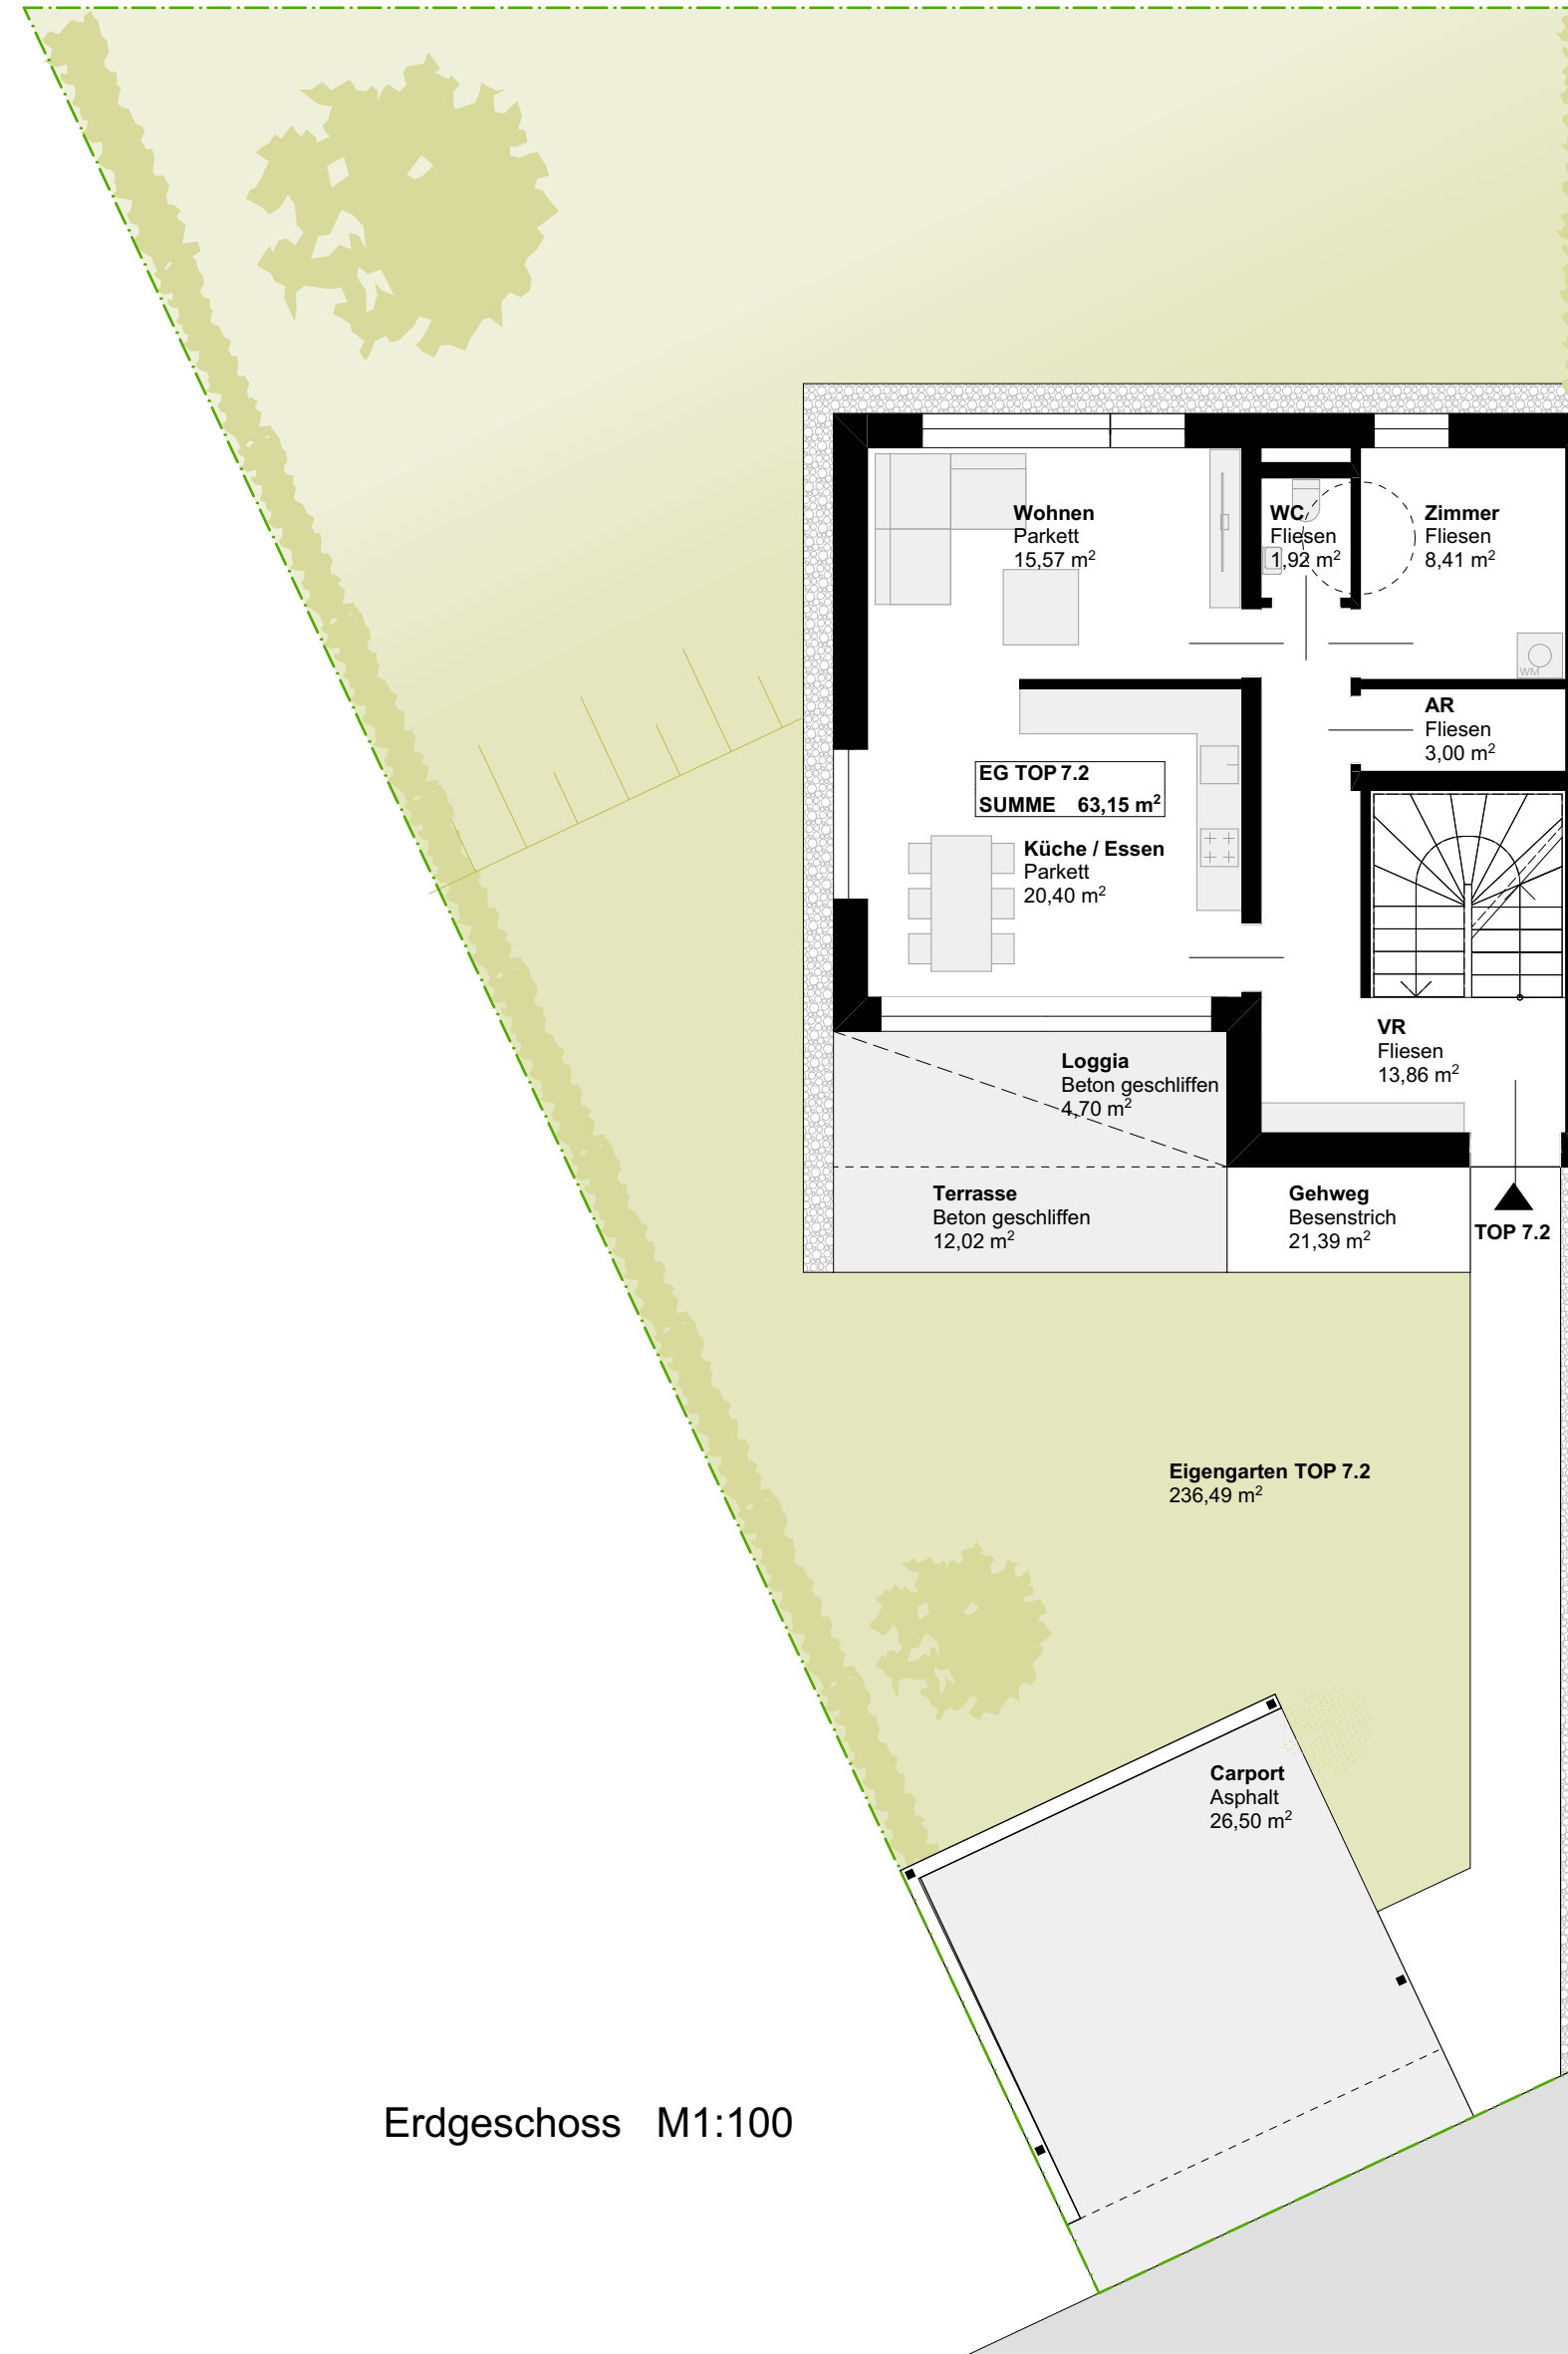 Wohnen
Parkett
15,57 m²
WC
Fliesen
1,92 m²
Zimmer
Fliesen
8,41 m²
WM
AR
Fliesen
3,00 m²
EG TOP 7.2
SUMME 63,15 m²
Küche / Essen
Parkett
20,40 m²
VR
Fliesen
13,86 m²
Loggia
Beton geschliffen
4,70 m²
Terrasse
Beton geschliffen
12,02 m²
Gehweg
Besenstrich
21,39 m²
TOP 7.2
Eigengarten TOP 7.2
236,49 m²
Carport
Asphalt
26,50 m²
Erdgeschoss M1:100